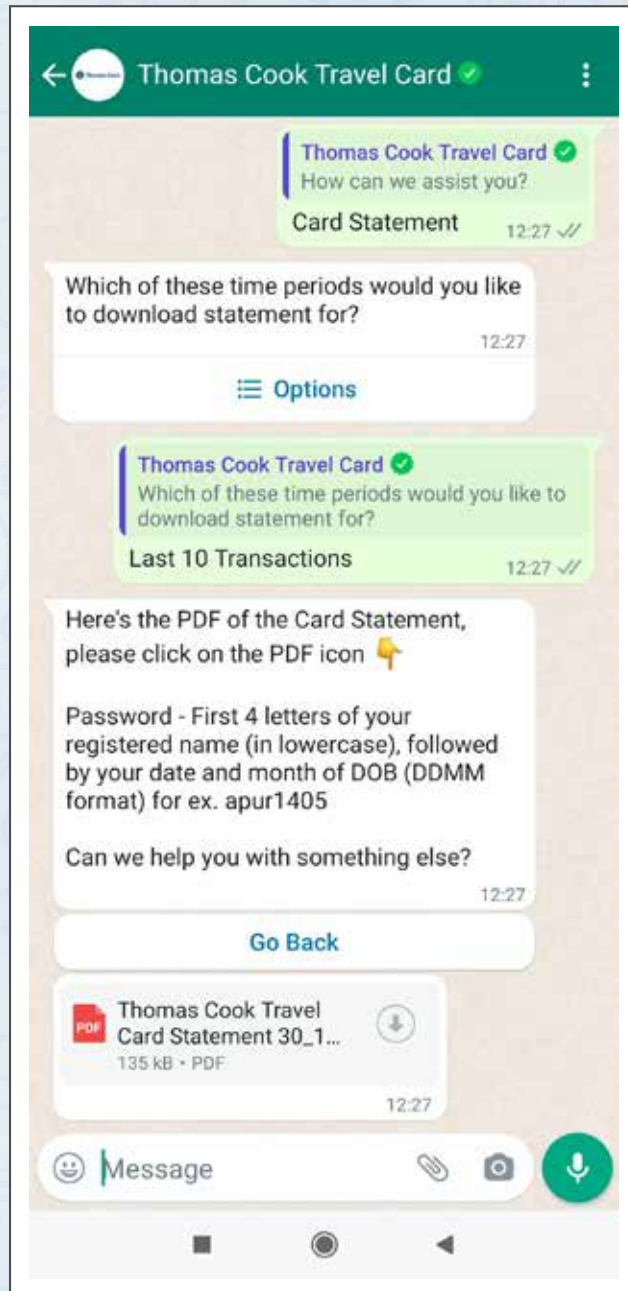 Thomas Cook Travel Card
Thomas Cook Travel Card
How can we assist you?
Card Statement
12:27
Which of these time periods would you like
to download statement for?
12:27
Options
Thomas Cook Travel Card
Which of these time periods would you like to
download statement for?
Last 10 Transactions
12:27
Here's the PDF of the Card Statement,
please click on the PDF icon 👇
Password - First 4 letters of your
registered name (in lowercase), followed
by your date and month of DOB (DDMM
format) for ex. apur1405
Can we help you with something else?
12:27
Go Back
PDF
Thomas Cook Travel
Card Statement 30_1...
135 kB • PDF
12:27
Message